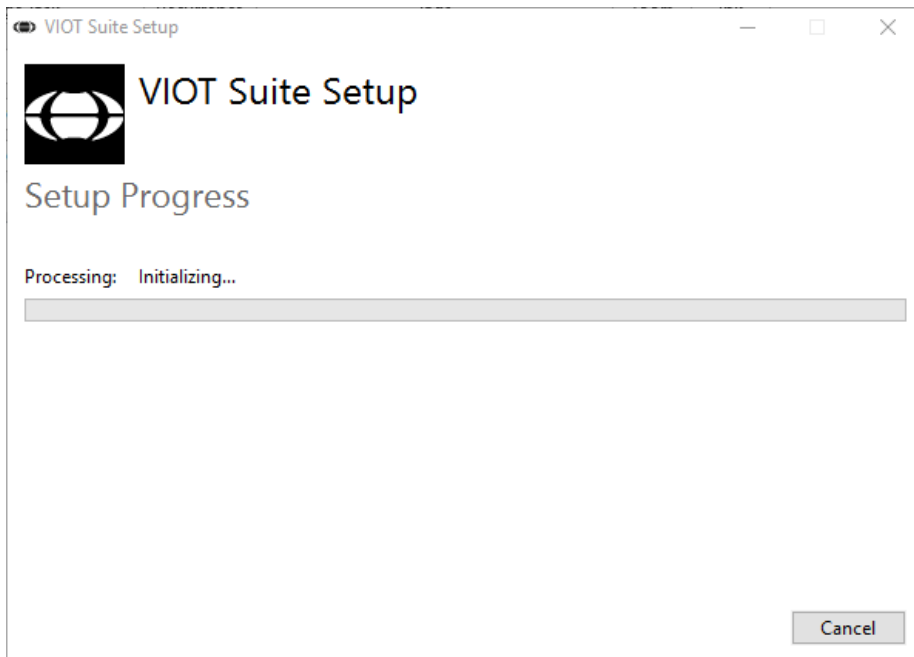 VIOT Suite Setup
VIOT Suite Setup
Setup Progress
Processing: Initializing...
Cancel